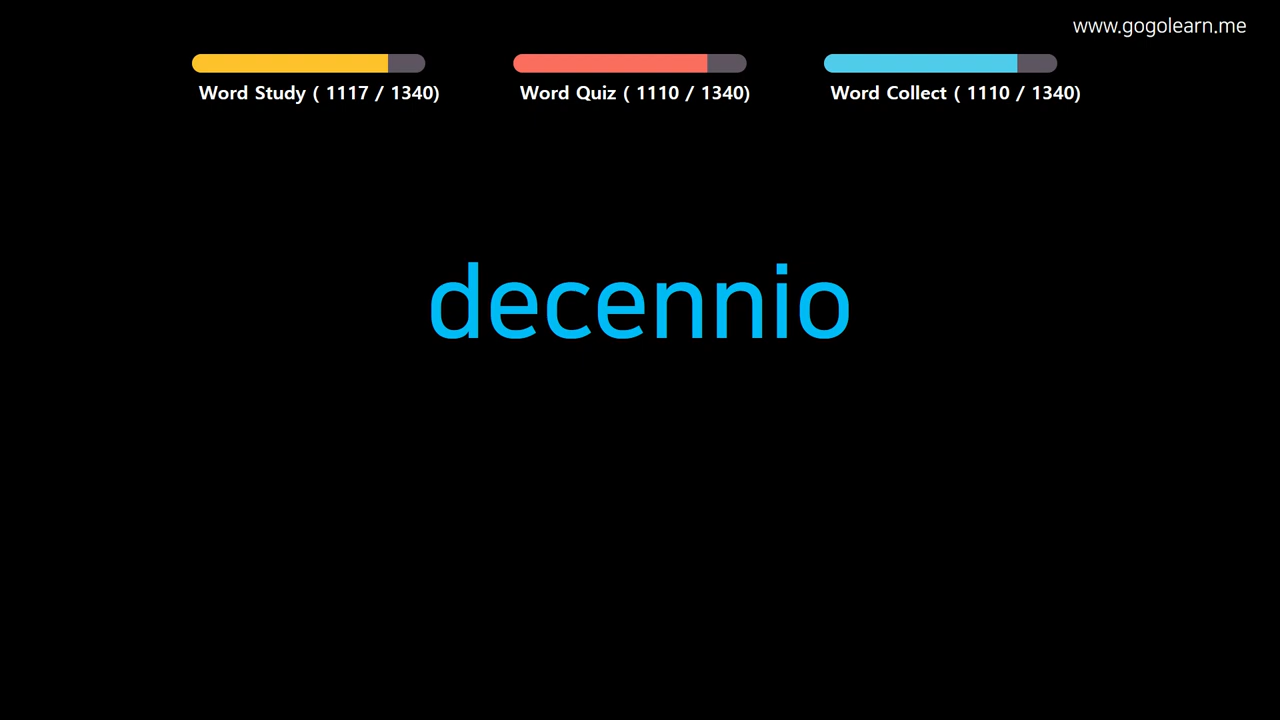 www.gogolearn.me
Word Study ( 1117 / 1340)
Word Quiz ( 1110 / 1340)
Word Collect ( 1110 / 1340)
decennio